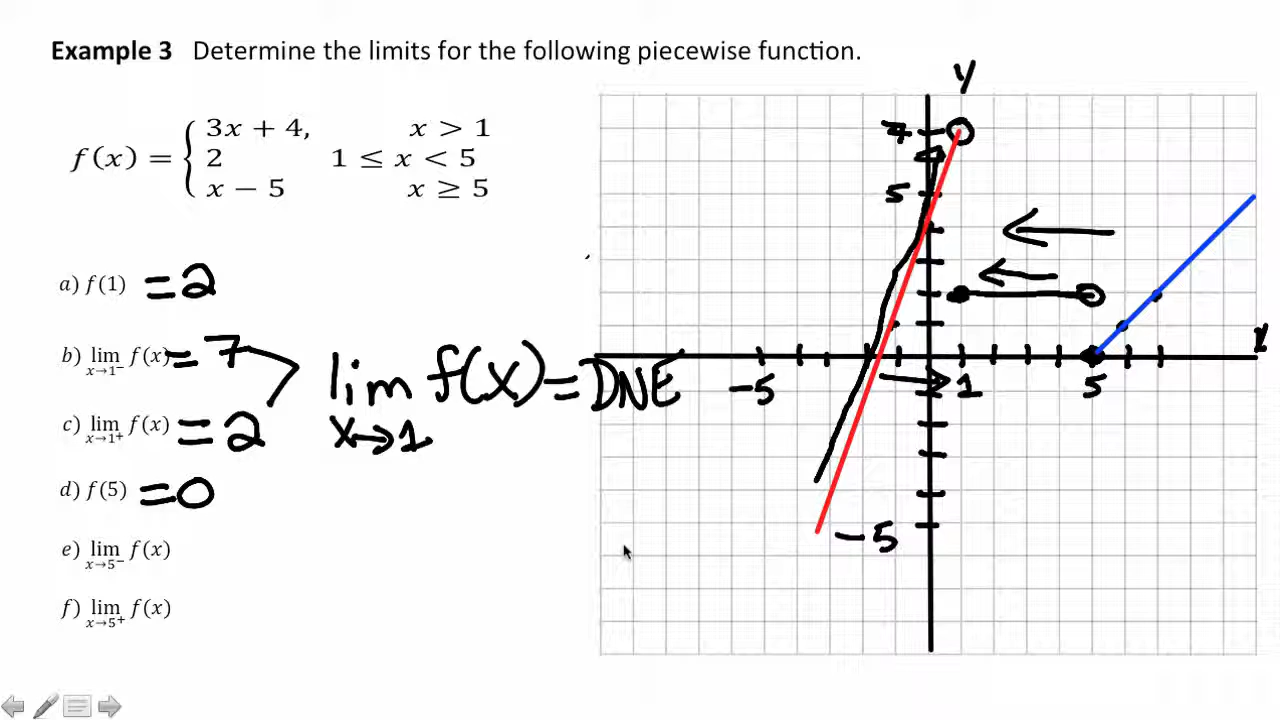 Example 3 Determine the limits for the following piecewise function.
f(x) = { 3x + 4, x > 1
2 1 ≤ x < 5
x − 5 x ≥ 5
a) f(1) = 2
b) lim x→1⁻ f(x) = 7
c) lim x→1⁺ f(x) = 2
lim x→1 f(x) = DNE
d) f(5) = 0
e) lim x→5⁻ f(x)
f) lim x→5⁺ f(x)
y
7
5
-5 1 5
-5